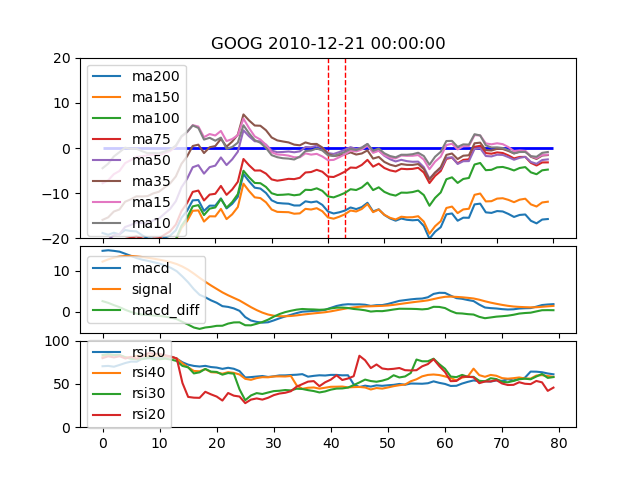 GOOG 2010-12-21 00:00:00
20
10
0
−10
−20
ma200
ma150
ma100
ma75
ma50
ma35
ma15
ma10
10
0
macd
signal
macd_diff
100
50
0
rsi50
rsi40
rsi30
rsi20
0 10 20 30 40 50 60 70 80